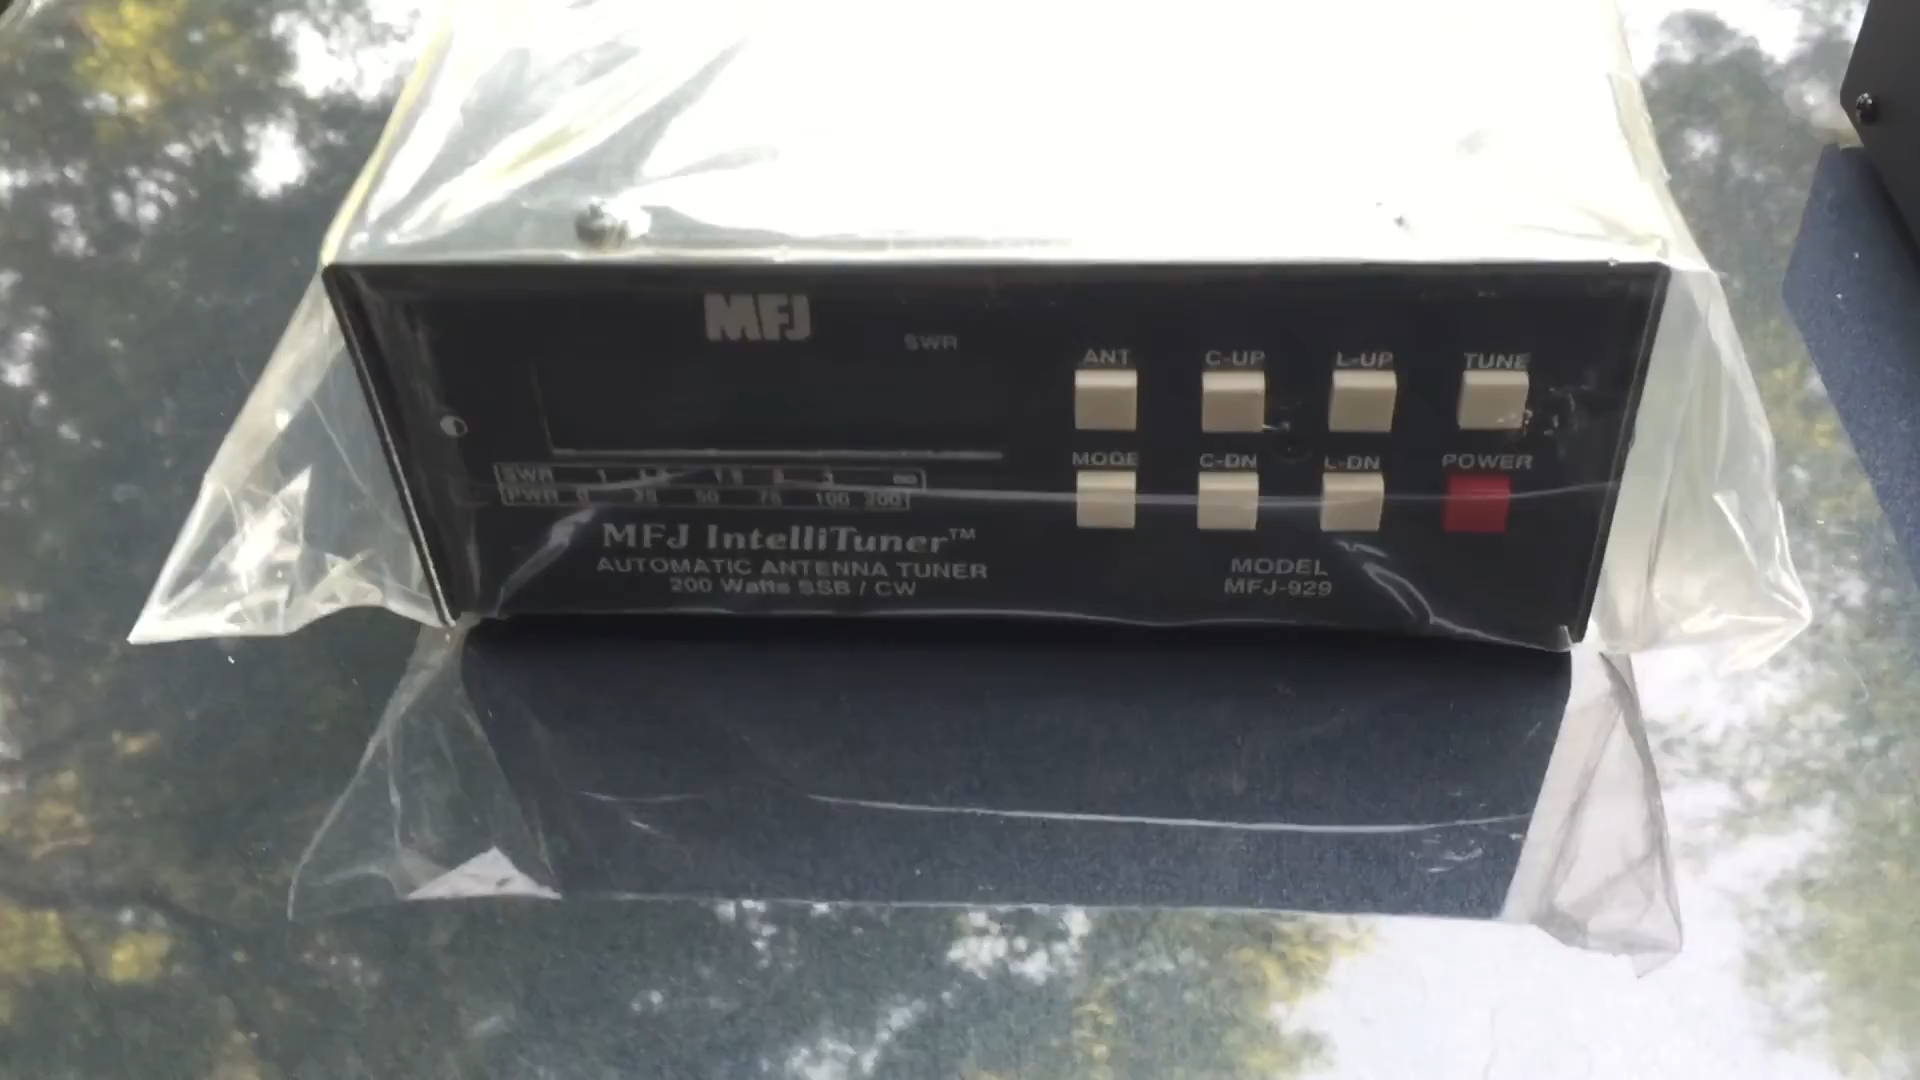 MFJ
SWR
ANT C-UP L-UP TUNE
MODE C-DN L-DN POWER
SWR 1 1.5 3 ∞
PWR 0 25 50 75 100 200
MFJ IntelliTuner™
AUTOMATIC ANTENNA TUNER
200 Watts SSB / CW
MODEL
MFJ-929